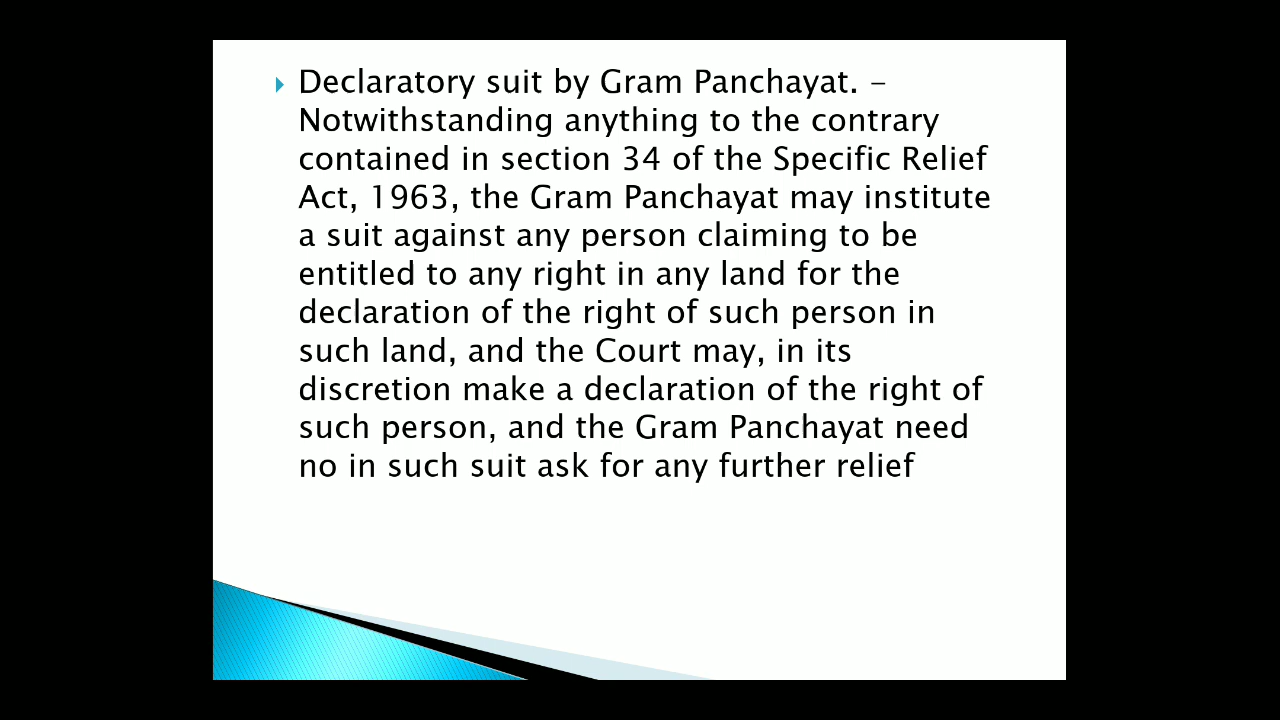 Declaratory suit by Gram Panchayat. –
Notwithstanding anything to the contrary
contained in section 34 of the Specific Relief
Act, 1963, the Gram Panchayat may institute
a suit against any person claiming to be
entitled to any right in any land for the
declaration of the right of such person in
such land, and the Court may, in its
discretion make a declaration of the right of
such person, and the Gram Panchayat need
no in such suit ask for any further relief